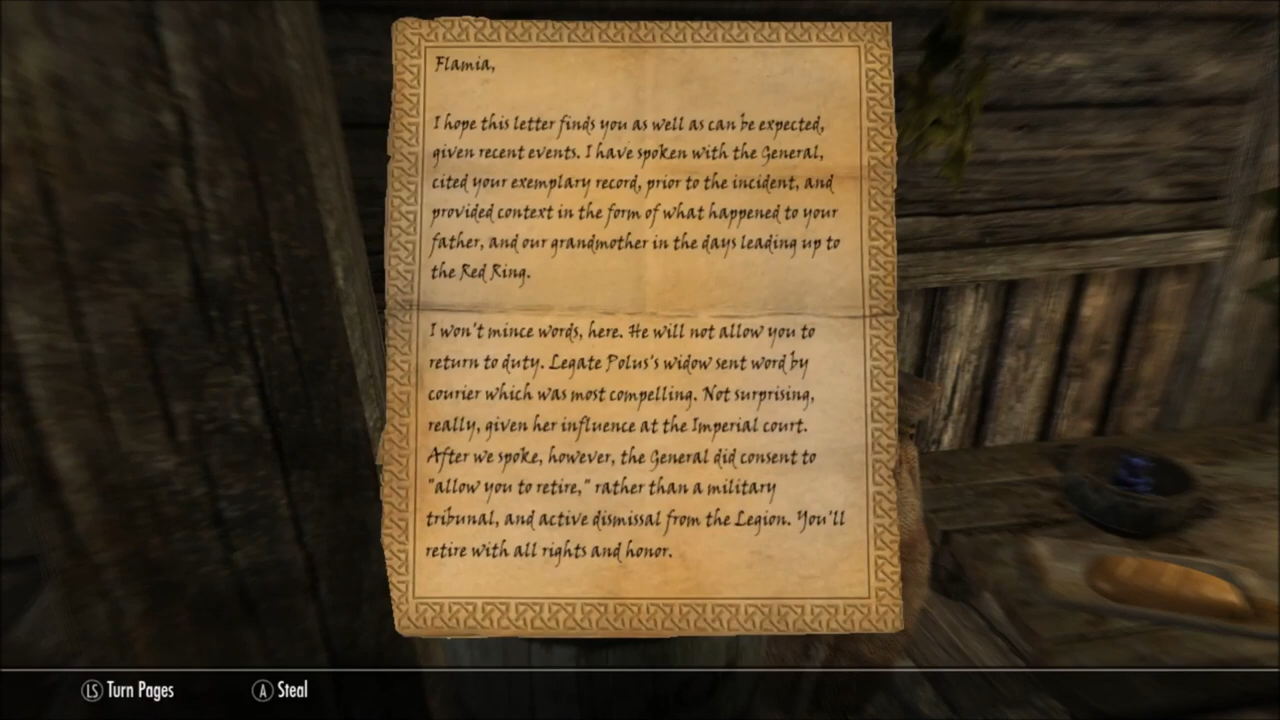 Flamia,
I hope this letter finds you as well as can be expected,
given recent events. I have spoken with the General,
cited your exemplary record, prior to the incident, and
provided context in the form of what happened to your
father, and our grandmother in the days leading up to
the Red Ring.
I won't mince words, here. He will not allow you to
return to duty. Legate Polus's widow sent word by
courier which was most compelling. Not surprising,
really, given her influence at the Imperial court.
After we spoke, however, the General did consent to
"allow you to retire," rather than a military
tribunal, and active dismissal from the Legion. You'll
retire with all rights and honor.
LS Turn Pages
A Steal